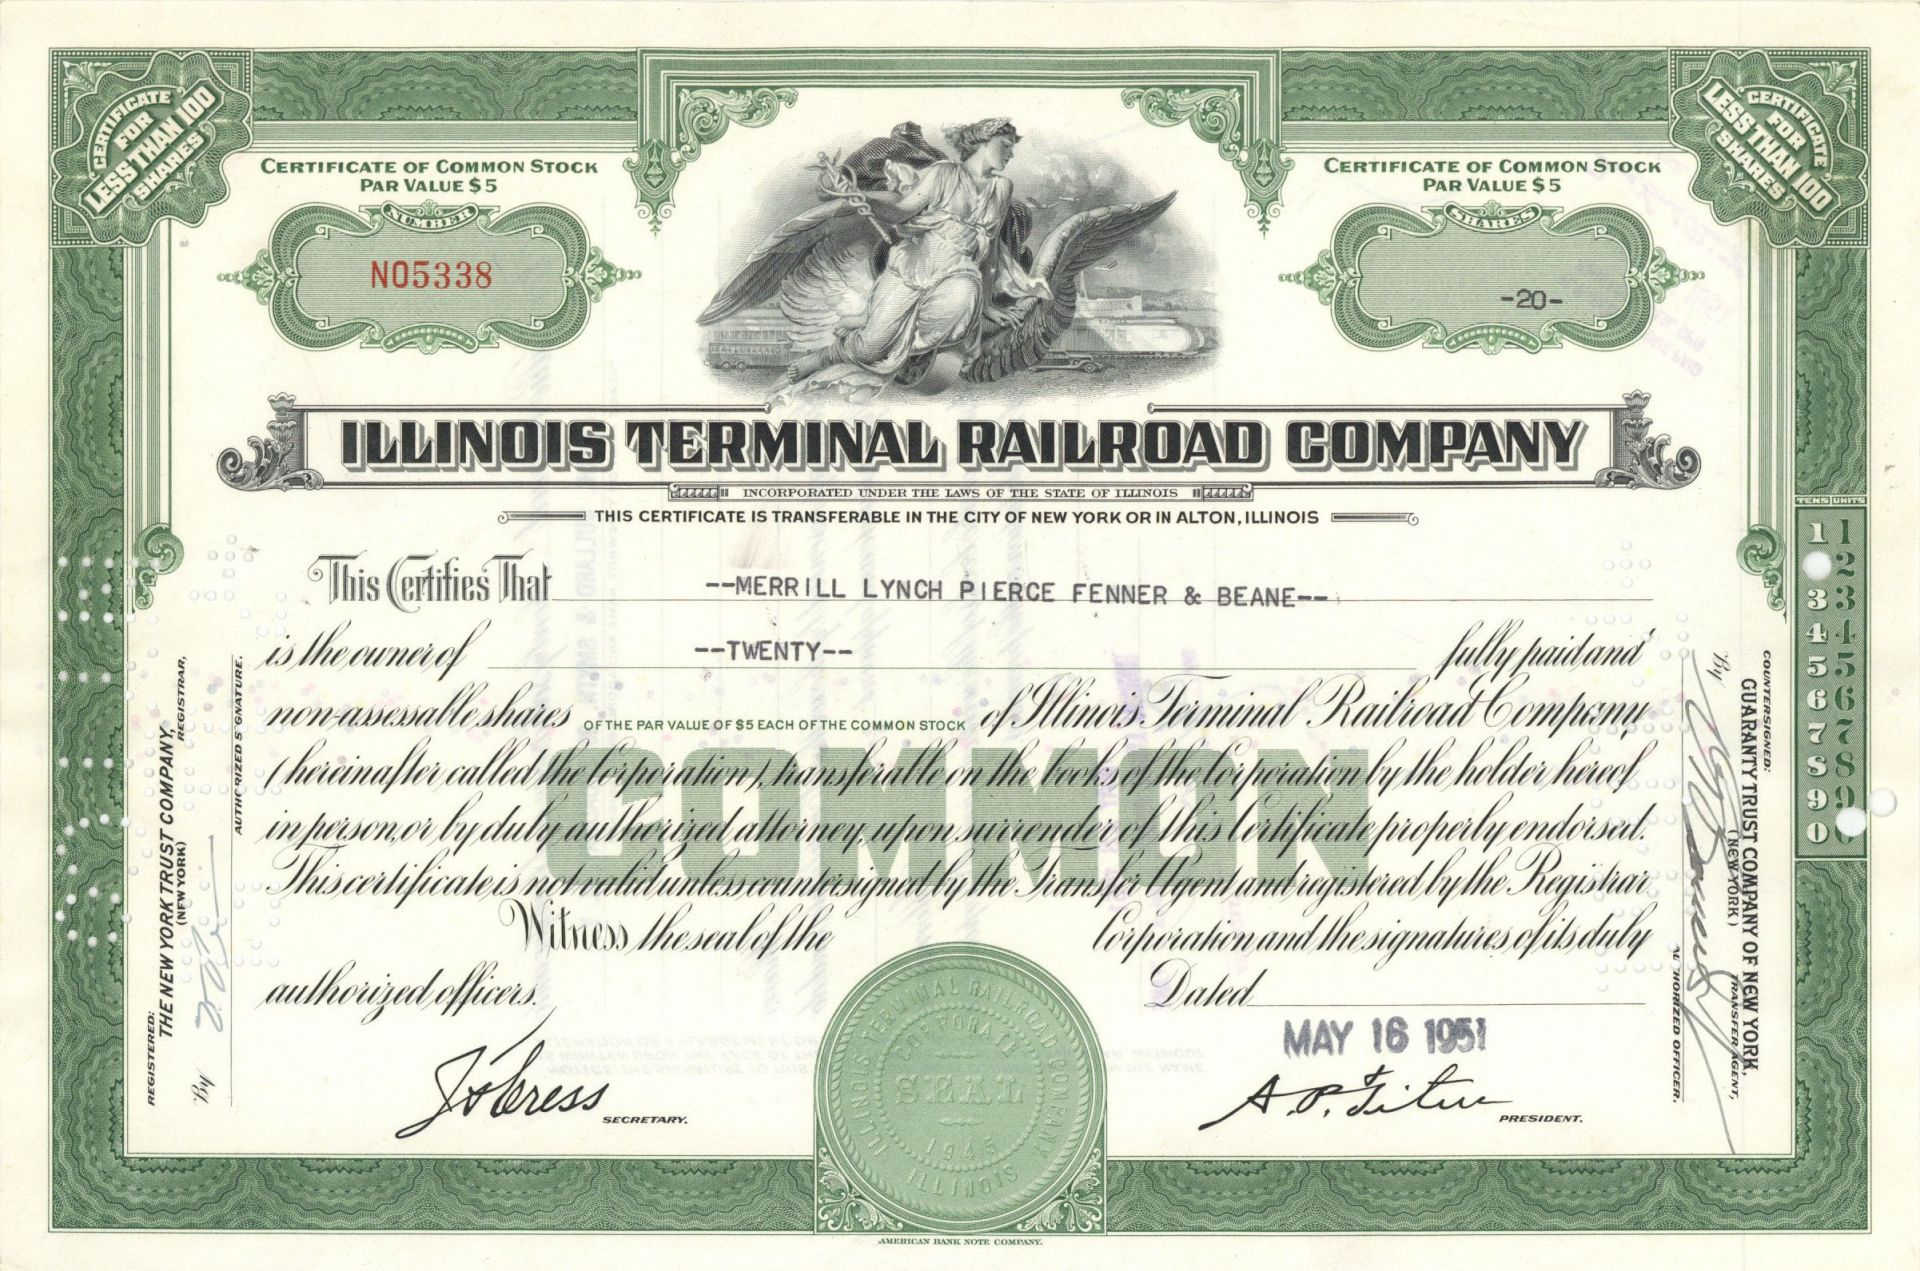 CERTIFICATE FOR LESS THAN 100 SHARES
CERTIFICATE FOR LESS THAN 100 SHARES
CERTIFICATE OF COMMON STOCK
PAR VALUE $5
CERTIFICATE OF COMMON STOCK
PAR VALUE $5
NUMBER
NO5338
SHARES
-20-
ILLINOIS TERMINAL RAILROAD COMPANY
INCORPORATED UNDER THE LAWS OF THE STATE OF ILLINOIS
THIS CERTIFICATE IS TRANSFERABLE IN THE CITY OF NEW YORK OR IN ALTON, ILLINOIS
This Certifies That --MERRILL LYNCH PIERCE FENNER & BEANE--
is the owner of --TWENTY-- fully paid and
non-assessable shares OF THE PAR VALUE OF $5 EACH OF THE COMMON STOCK of Illinois Terminal Railroad Company,
(hereinafter called the Corporation), transferable on the books of the Corporation by the holder hereof,
in person, or by duly authorized attorney, upon surrender of this Certificate properly endorsed.
This certificate is not valid unless countersigned by the Transfer Agent and registered by the Registrar
COMMON
Witness the seal of the Corporation and the signatures of its duly
authorized officers.
Dated
MAY 16 1951
SECRETARY.
A. P. Titus
PRESIDENT.
ILLINOIS TERMINAL RAILROAD COMPANY
CORPORATE
SEAL
1945
ILLINOIS
AMERICAN BANK NOTE COMPANY.
REGISTERED:
THE NEW YORK TRUST COMPANY,
(NEW YORK)
REGISTRAR,
By
AUTHORIZED SIGNATURE.
COUNTERSIGNED:
GUARANTY TRUST COMPANY OF NEW YORK,
(NEW YORK)
TRANSFER AGENT,
By
AUTHORIZED OFFICER.
TENS UNITS
1 1
2
3 3
4 4
5 5
6 6
7 7
8 8
9 9
0 0